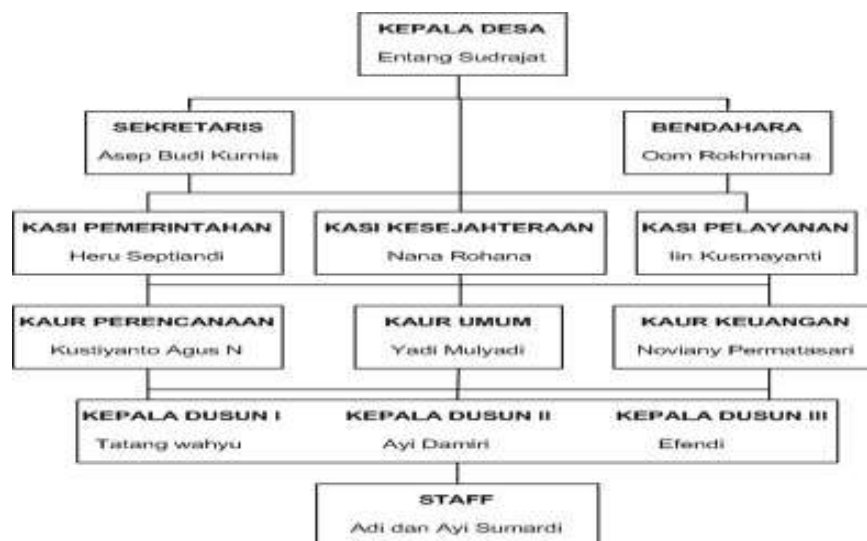 KEPALA DESA
Entang Sudrajat
SEKRETARIS
Asep Budi Kurnia
BENDAHARA
Oom Rokhmana
KASI PEMERINTAHAN
Heru Septiandi
KASI KESEJAHTERAAN
Nana Rohana
KASI PELAYANAN
Iin Kusmayanti
KAUR PERENCANAAN
Kustiyanto Agus N
KAUR UMUM
Yadi Mulyadi
KAUR KEUANGAN
Noviany Permatasari
KEPALA DUSUN I
Tatang wahyu
KEPALA DUSUN II
Ayi Damiri
KEPALA DUSUN III
Efendi
STAFF
Adi dan Ayi Sumardi